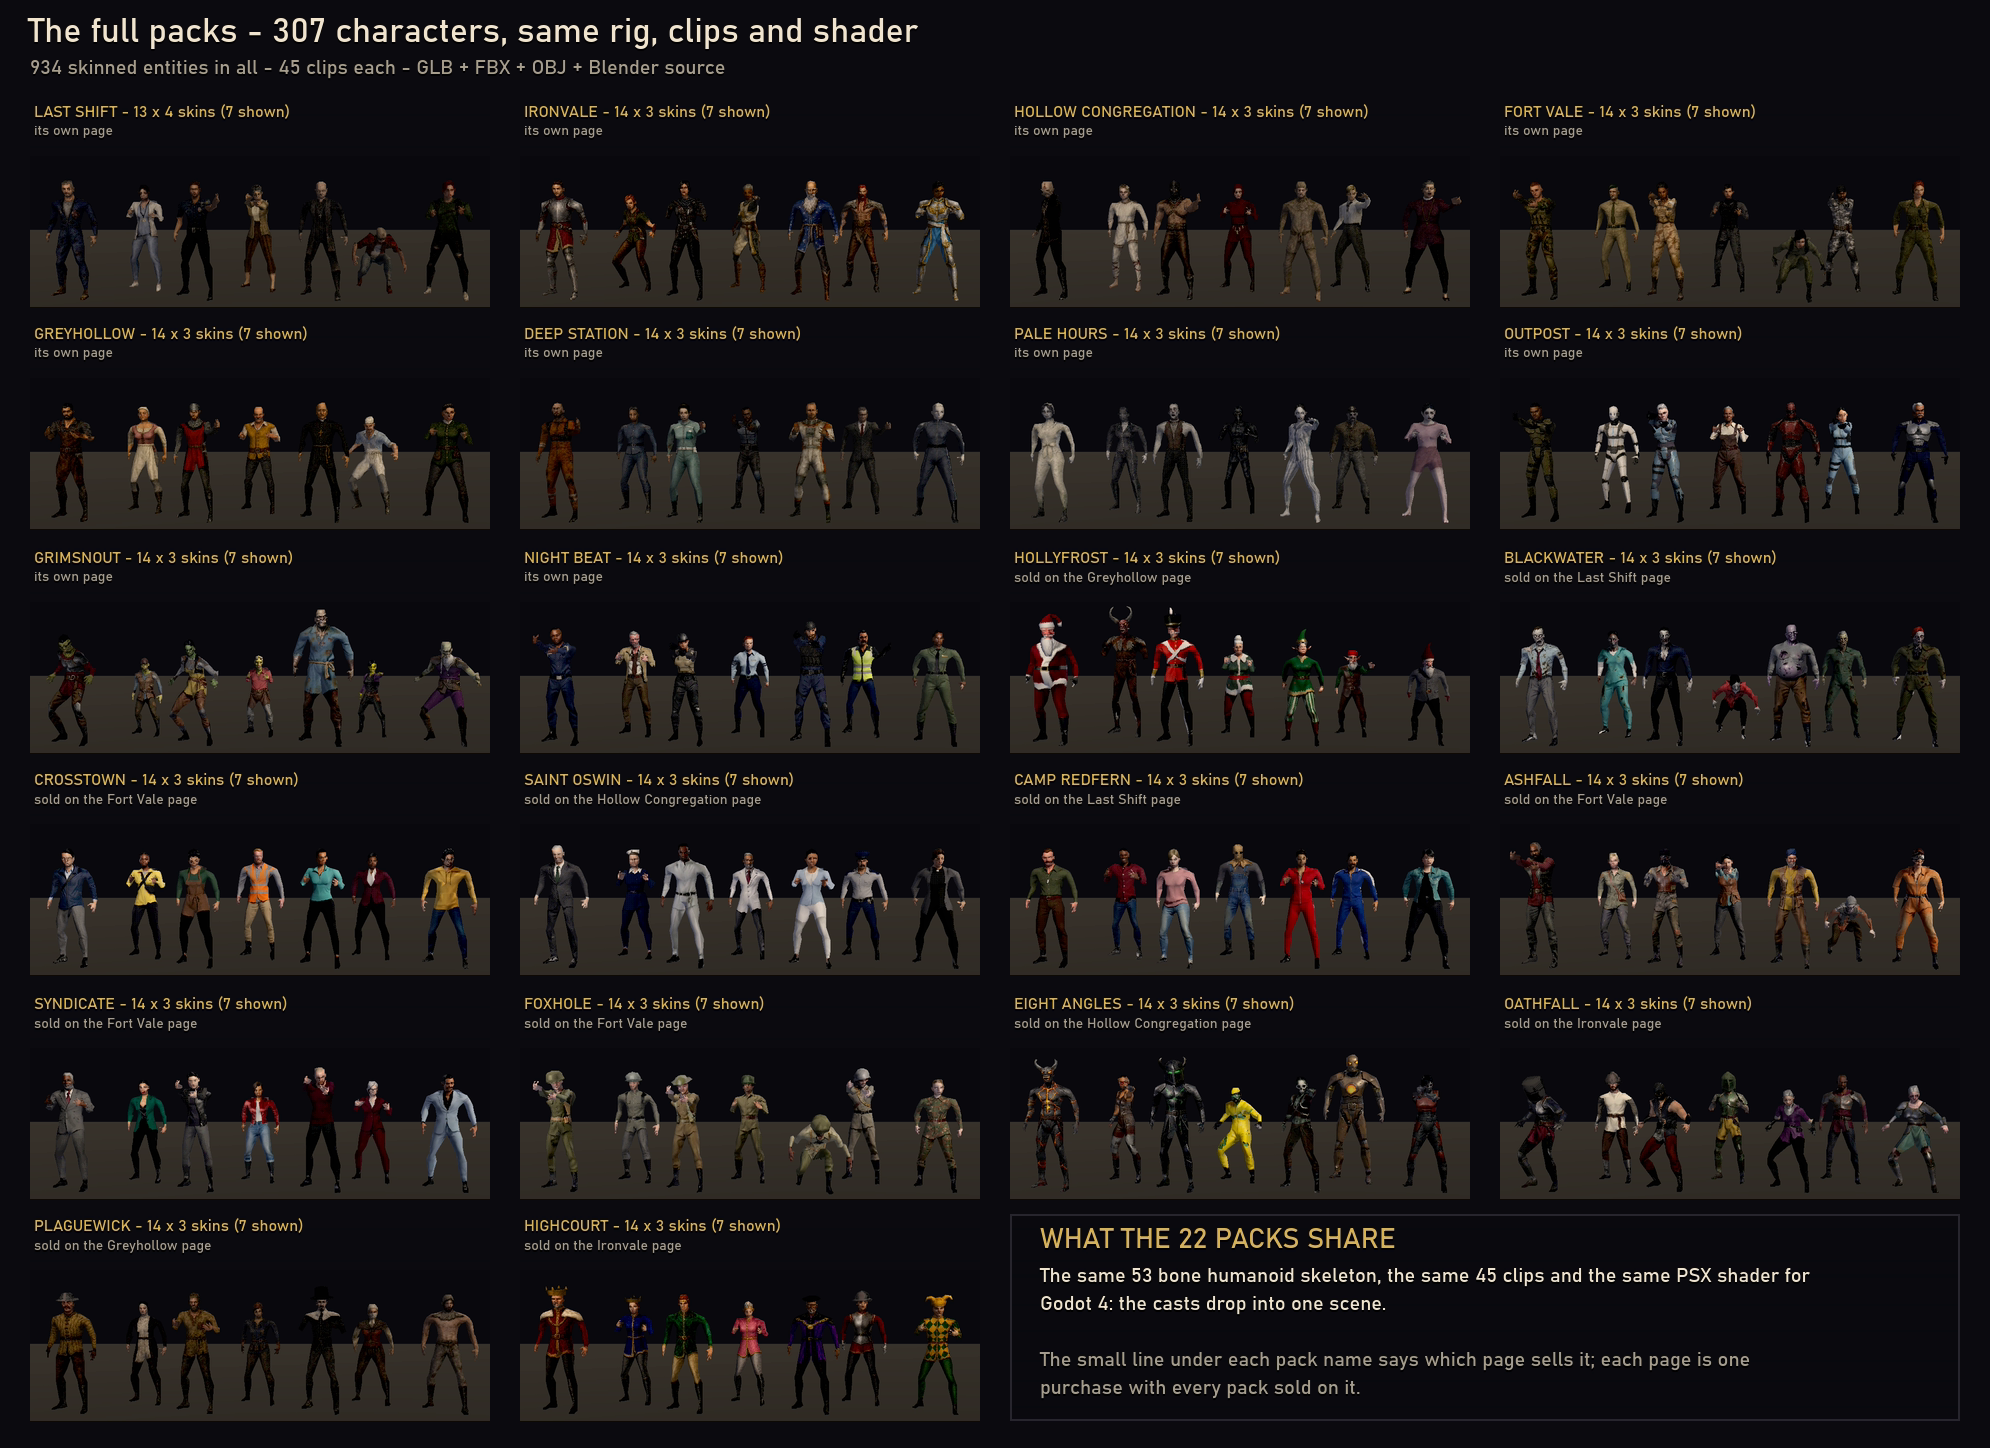 The full packs - 307 characters, same rig, clips and shader
934 skinned entities in all - 45 clips each - GLB + FBX + OBJ + Blender source
LAST SHIFT - 13 x 4 skins (7 shown)
its own page
IRONVALE - 14 x 3 skins (7 shown)
its own page
HOLLOW CONGREGATION - 14 x 3 skins (7 shown)
its own page
FORT VALE - 14 x 3 skins (7 shown)
its own page
GREYHOLLOW - 14 x 3 skins (7 shown)
its own page
DEEP STATION - 14 x 3 skins (7 shown)
its own page
PALE HOURS - 14 x 3 skins (7 shown)
its own page
OUTPOST - 14 x 3 skins (7 shown)
its own page
GRIMSNOUT - 14 x 3 skins (7 shown)
its own page
NIGHT BEAT - 14 x 3 skins (7 shown)
its own page
HOLLYFROST - 14 x 3 skins (7 shown)
sold on the Greyhollow page
BLACKWATER - 14 x 3 skins (7 shown)
sold on the Last Shift page
CROSSTOWN - 14 x 3 skins (7 shown)
sold on the Fort Vale page
SAINT OSWIN - 14 x 3 skins (7 shown)
sold on the Hollow Congregation page
CAMP REDFERN - 14 x 3 skins (7 shown)
sold on the Last Shift page
ASHFALL - 14 x 3 skins (7 shown)
sold on the Fort Vale page
SYNDICATE - 14 x 3 skins (7 shown)
sold on the Fort Vale page
FOXHOLE - 14 x 3 skins (7 shown)
sold on the Fort Vale page
EIGHT ANGLES - 14 x 3 skins (7 shown)
sold on the Hollow Congregation page
OATHFALL - 14 x 3 skins (7 shown)
sold on the Ironvale page
PLAGUEWICK - 14 x 3 skins (7 shown)
sold on the Greyhollow page
HIGHCOURT - 14 x 3 skins (7 shown)
sold on the Ironvale page
WHAT THE 22 PACKS SHARE
The same 53 bone humanoid skeleton, the same 45 clips and the same PSX shader for
Godot 4: the casts drop into one scene.
The small line under each pack name says which page sells it; each page is one
purchase with every pack sold on it.